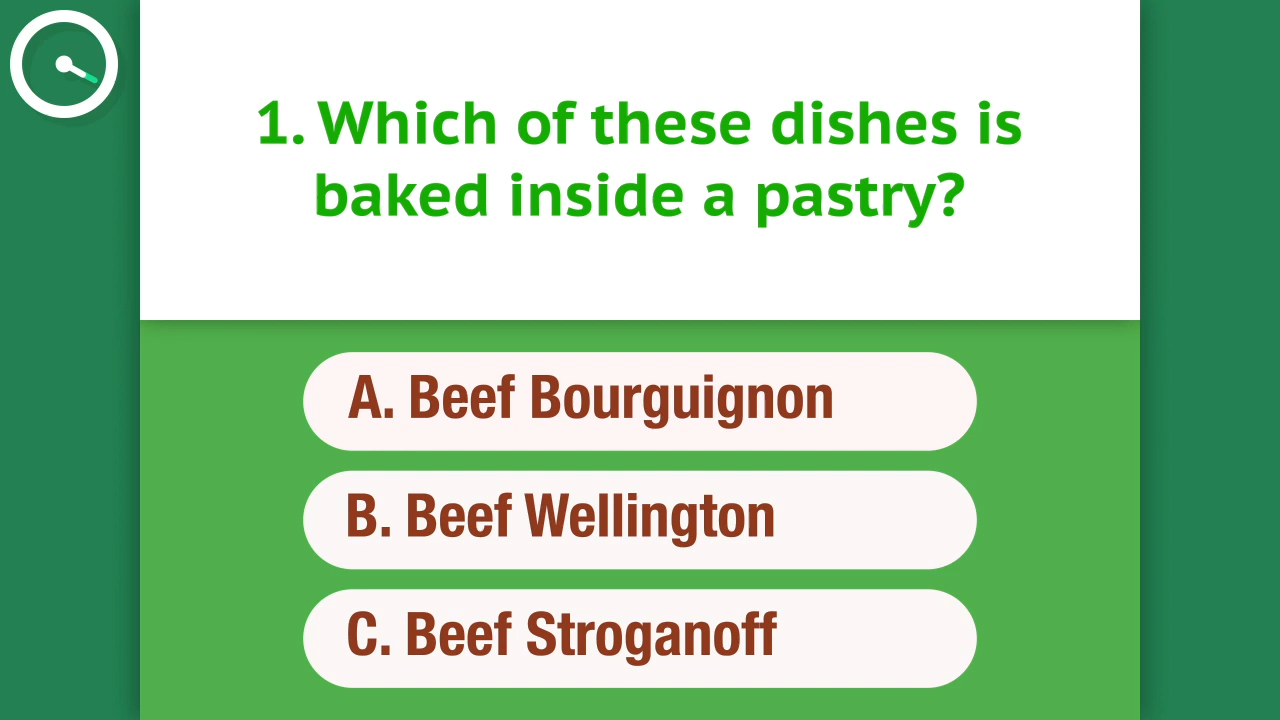 1. Which of these dishes is
baked inside a pastry?
A. Beef Bourguignon
B. Beef Wellington
C. Beef Stroganoff